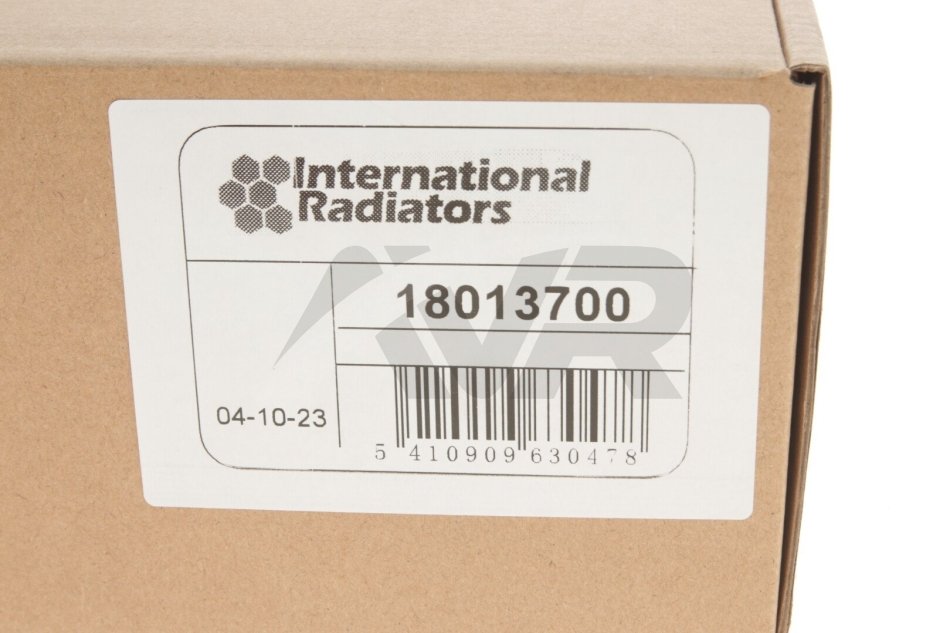 International
Radiators
18013700
04-10-23
5 410909 630478